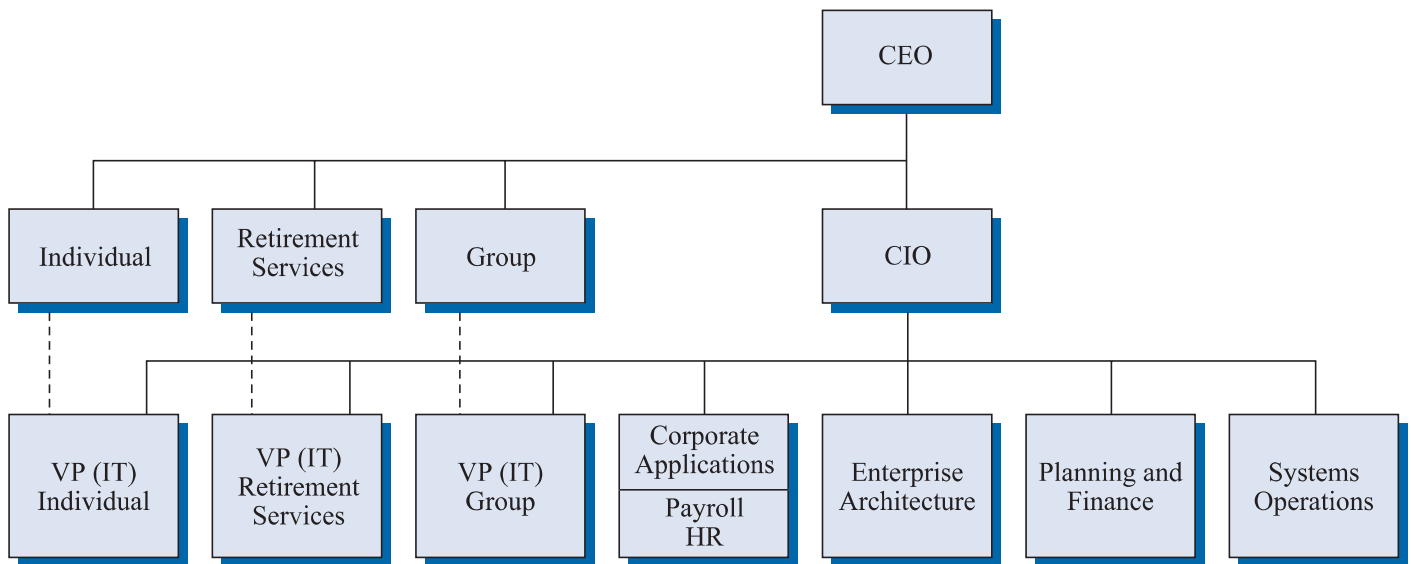 CEO
Individual
Retirement
Services
Group
CIO
VP (IT)
Individual
VP (IT)
Retirement
Services
VP (IT)
Group
Corporate
Applications
Payroll
HR
Enterprise
Architecture
Planning and
Finance
Systems
Operations